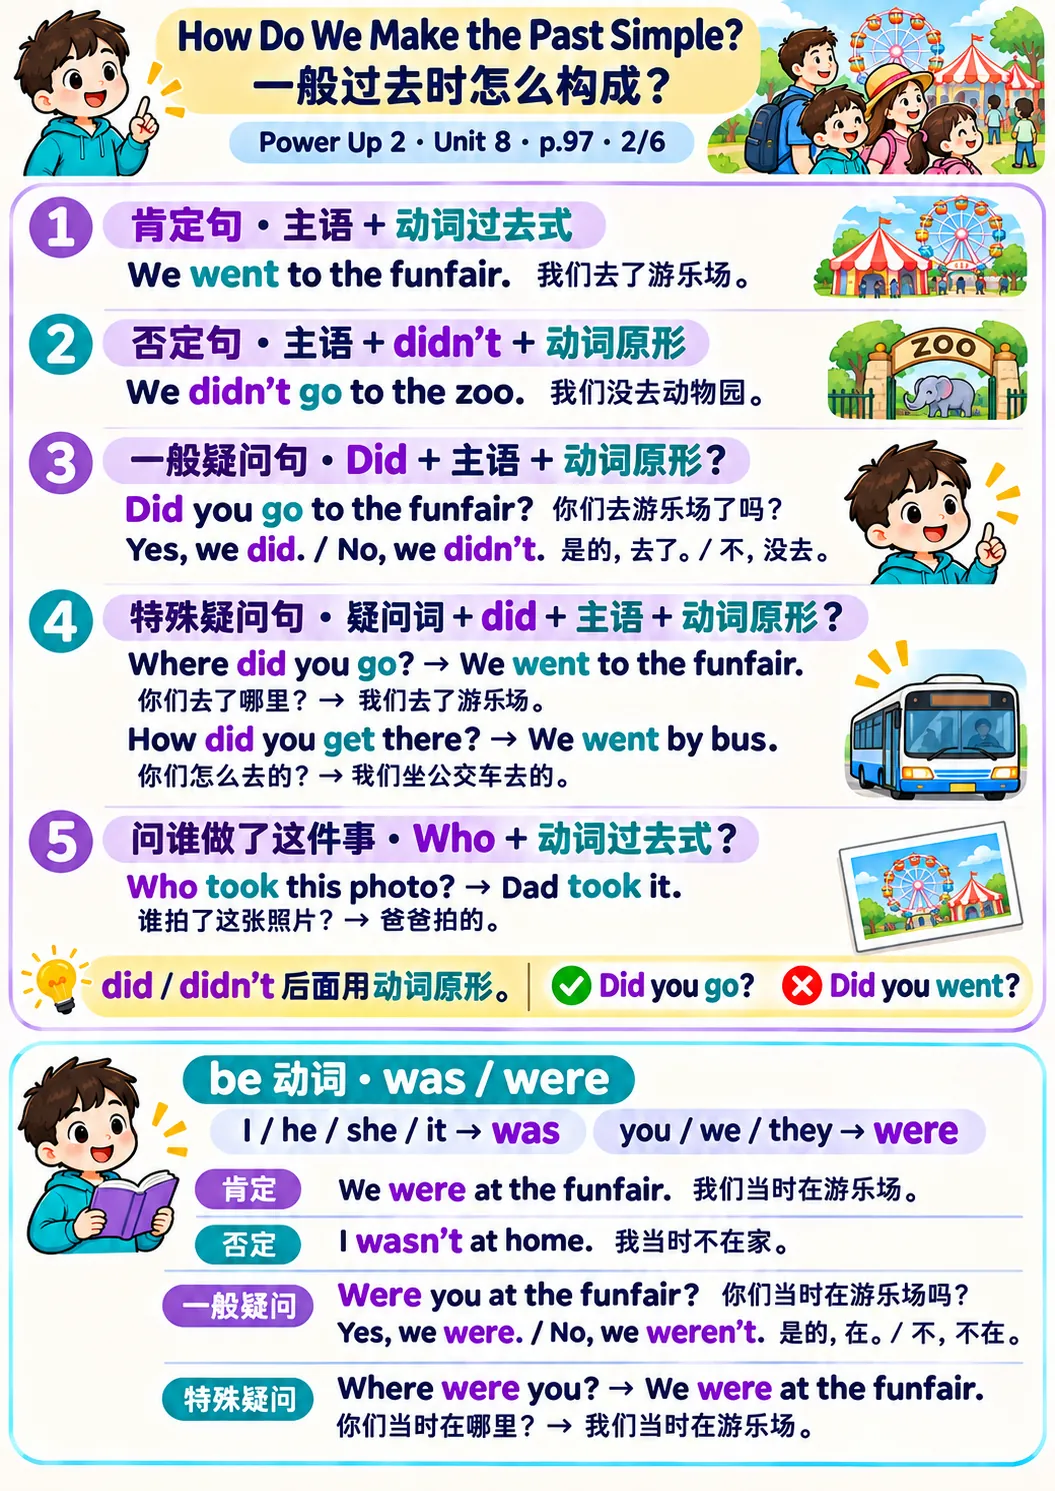 How Do We Make the Past Simple?
一般过去时怎么构成？
Power Up 2 · Unit 8 · p.97 · 2/6
1 肯定句 · 主语 + 动词过去式
We went to the funfair. 我们去了游乐场。
2 否定句 · 主语 + didn't + 动词原形
We didn't go to the zoo. 我们没去动物园。
ZOO
3 一般疑问句 · Did + 主语 + 动词原形？
Did you go to the funfair? 你们去游乐场了吗？
Yes, we did. / No, we didn't. 是的，去了。/ 不，没去。
4 特殊疑问句 · 疑问词 + did + 主语 + 动词原形？
Where did you go? → We went to the funfair.
你们去了哪里？ → 我们去了游乐场。
How did you get there? → We went by bus.
你们怎么去的？→ 我们坐公交车去的。
5 问谁做了这件事 · Who + 动词过去式？
Who took this photo? → Dad took it.
谁拍了这张照片？ → 爸爸拍的。
did / didn't 后面用动词原形。 | ✓ Did you go? ✗ Did you went?
be 动词 · was / were
I / he / she / it → was you / we / they → were
肯定 We were at the funfair. 我们当时在游乐场。
否定 I wasn't at home. 我当时不在家。
一般疑问 Were you at the funfair? 你们当时在游乐场吗？
Yes, we were. / No, we weren't. 是的，在。/ 不，不在。
特殊疑问 Where were you? → We were at the funfair.
你们当时在哪里？ → 我们当时在游乐场。